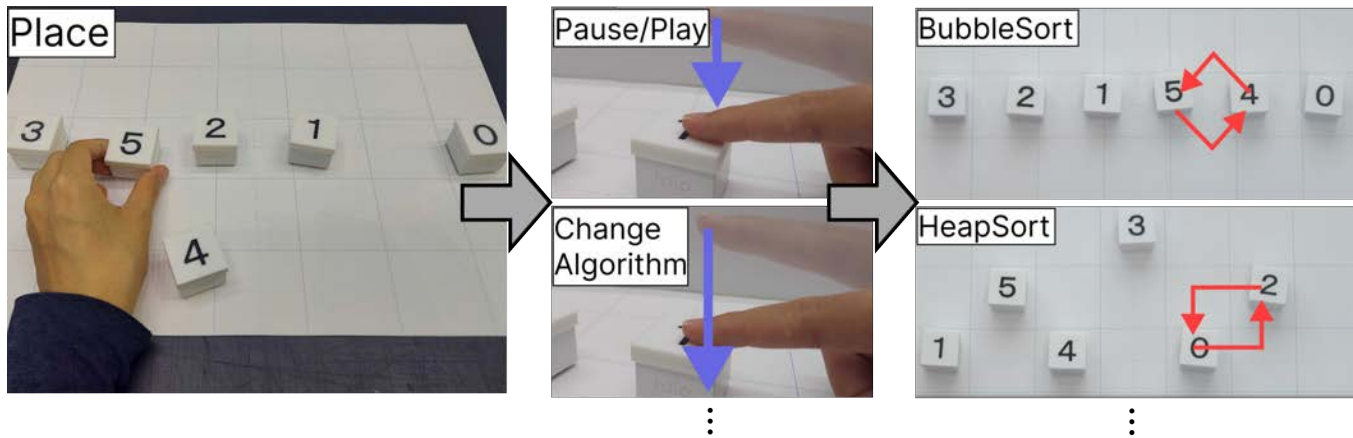 Place
3 5 2 1 0
4
Pause/Play
Change
Algorithm
BubbleSort
3 2 1 5 4 0
HeapSort
3
5 2
1 4 0